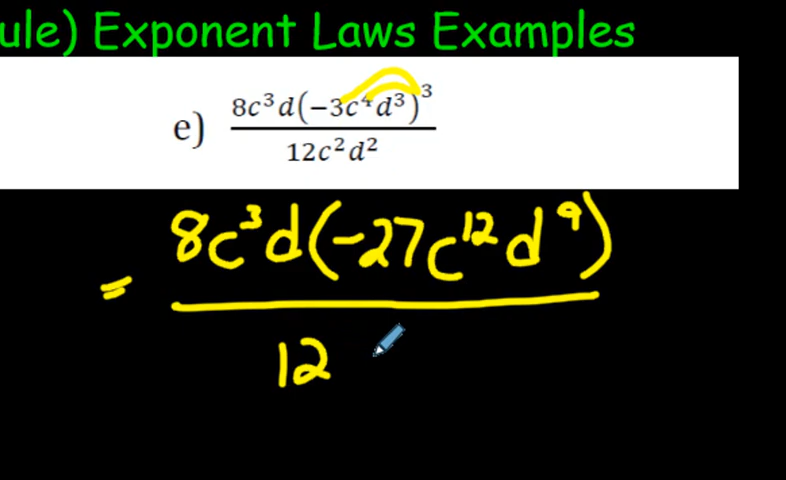 ule) Exponent Laws Examples
e) 8c³d(−3c⁴d³)³
12c²d²
= 8c³d(-27c¹²d⁹)
12